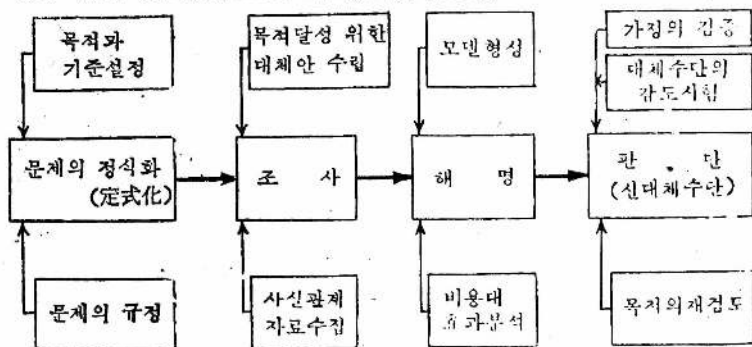 목적과
기준설정
목적달성 위한
대체안 수립
모델형성
가정의 검증
대체수단의
감도시험
문제의 정식화
(定式化)
조 사
해 명
판 단
(신대체수단)
문제의 규정
사실관계
자료수집
비용대
효과분석
목적의재검토